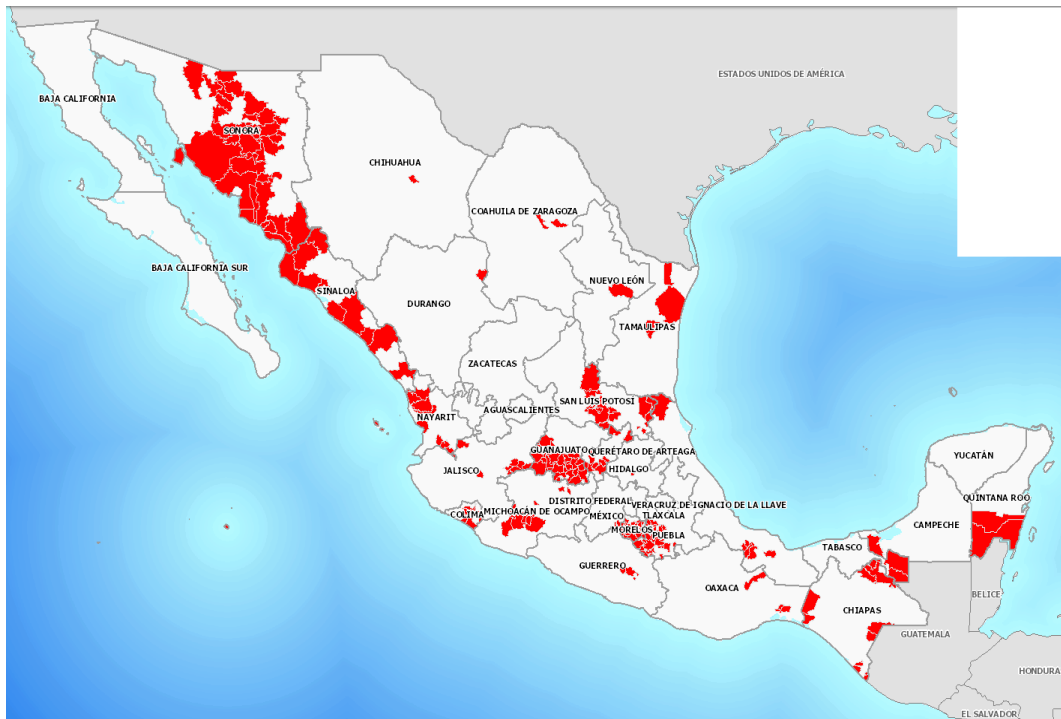 ESTADOS UNIDOS DE AMÉRICA
BAJA CALIFORNIA
SONORA
CHIHUAHUA
COAHUILA DE ZARAGOZA
BAJA CALIFORNIA SUR
NUEVO LEÓN
SINALOA
DURANGO
TAMAULIPAS
ZACATECAS
SAN LUIS POTOSÍ
AGUASCALIENTES
NAYARIT
GUANAJUATO
QUERÉTARO DE ARTEAGA
YUCATÁN
JALISCO
HIDALGO
QUINTANA ROO
DISTRITO FEDERAL
VERACRUZ DE IGNACIO DE LA LLAVE
COLIMA
MICHOACÁN DE OCAMPO
MÉXICO
TLAXCALA
CAMPECHE
MORELOS
PUEBLA
TABASCO
GUERRERO
OAXACA
BELICE
CHIAPAS
GUATEMALA
HONDURA
EL SALVADOR